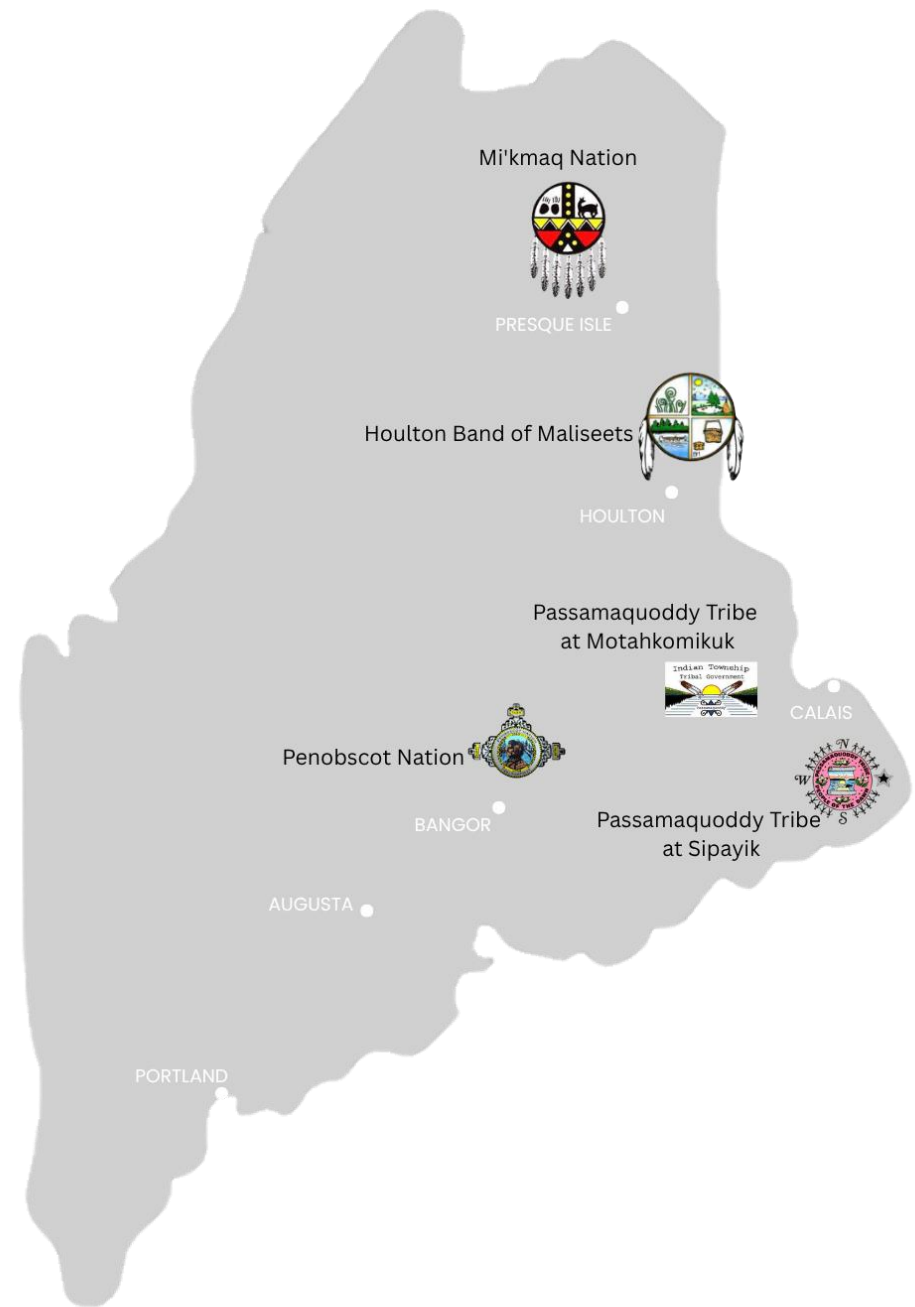 Mi'kmaq Nation
PRESQUE ISLE
Houlton Band of Maliseets
HOULTON
Passamaquoddy Tribe
at Motahkomikuk
Indian Township
Tribal Government
CALAIS
Penobscot Nation
N
W
S
BANGOR
Passamaquoddy Tribe
at Sipayik
AUGUSTA
PORTLAND